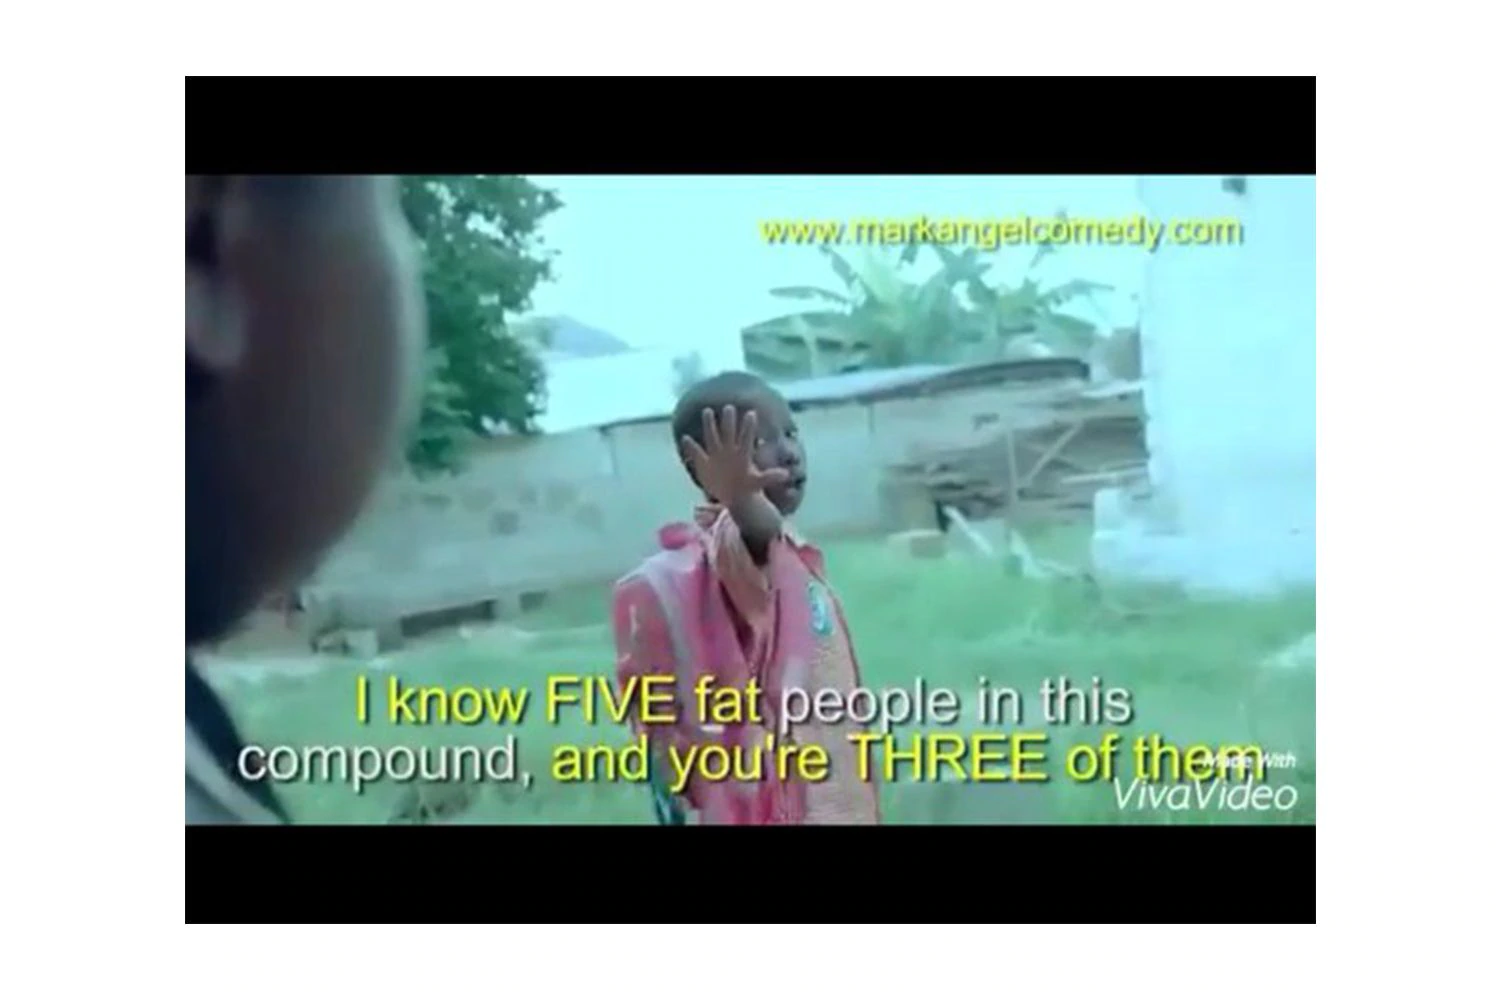 www.markangelcomedy.com
I know FIVE fat people in this
compound, and you're THREE of them
Made With
VivaVideo